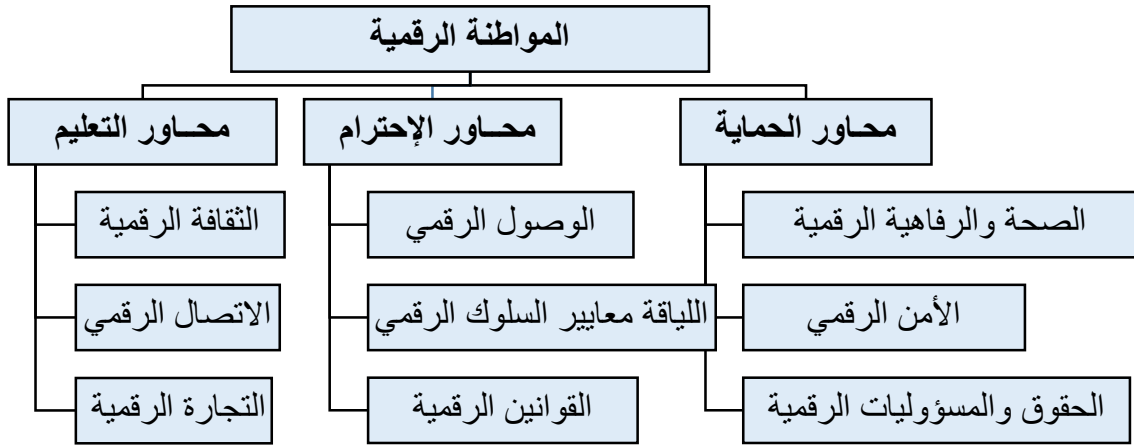 المواطنة الرقمية
محاور الحماية
الصحة والرفاهية الرقمية
الأمن الرقمي
الحقوق والمسؤوليات الرقمية
محاور الإحترام
الوصول الرقمي
اللياقة معايير السلوك الرقمي
القوانين الرقمية
محاور التعليم
الثقافة الرقمية
الاتصال الرقمي
التجارة الرقمية